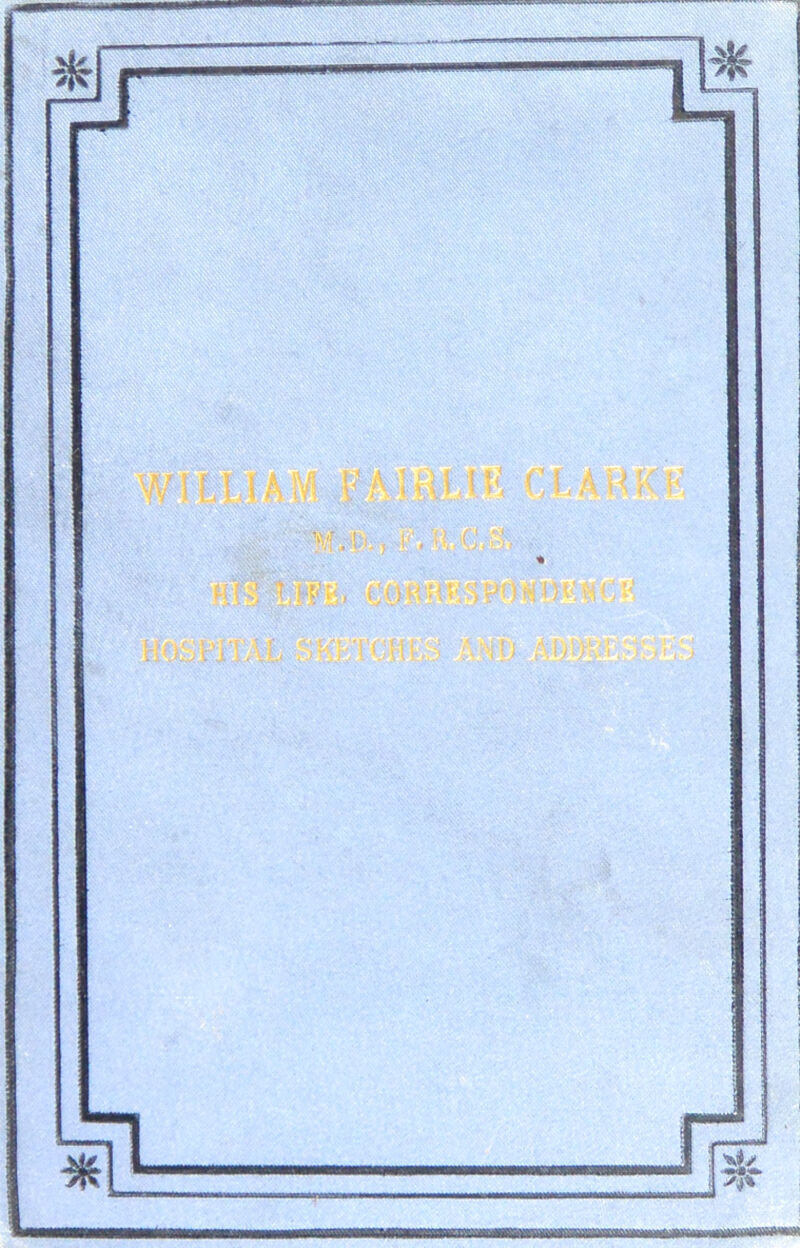 WILLIAM FAIRLIE CLARKE
M.D., F.R.C.S.
HIS LIFE, CORRESPONDENCE
HOSPITAL SKETCHES AND ADDRESSES